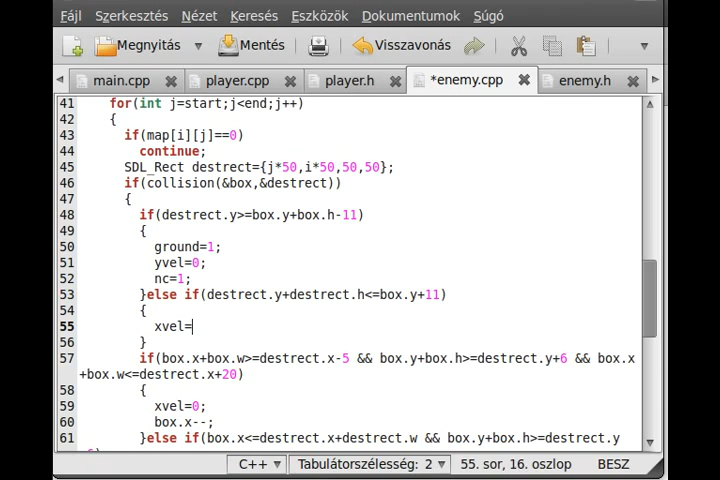 Fájl Szerkesztés Nézet Keresés Eszközök Dokumentumok Súgó
Megnyitás Mentés Visszavonás
main.cpp player.cpp player.h *enemy.cpp enemy.h
41 for(int j=start;j<end;j++)
42 {
43 if(map[i][j]==0)
44 continue;
45 SDL_Rect destrect={j*50,i*50,50,50};
46 if(collision(&box,&destrect))
47 {
48 if(destrect.y>=box.y+box.h-11)
49 {
50 ground=1;
51 yvel=0;
52 nc=1;
53 }else if(destrect.y+destrect.h<=box.y+11)
54 {
55 xvel=
56 }
57 if(box.x+box.w>=destrect.x-5 && box.y+box.h>=destrect.y+6 && box.x
+box.w<=destrect.x+20)
58 {
59 xvel=0;
60 box.x--;
61 }else if(box.x<=destrect.x+destrect.w && box.y+box.h>=destrect.y
C++ Tabulátorszélesség: 2 55. sor, 16. oszlop BESZ